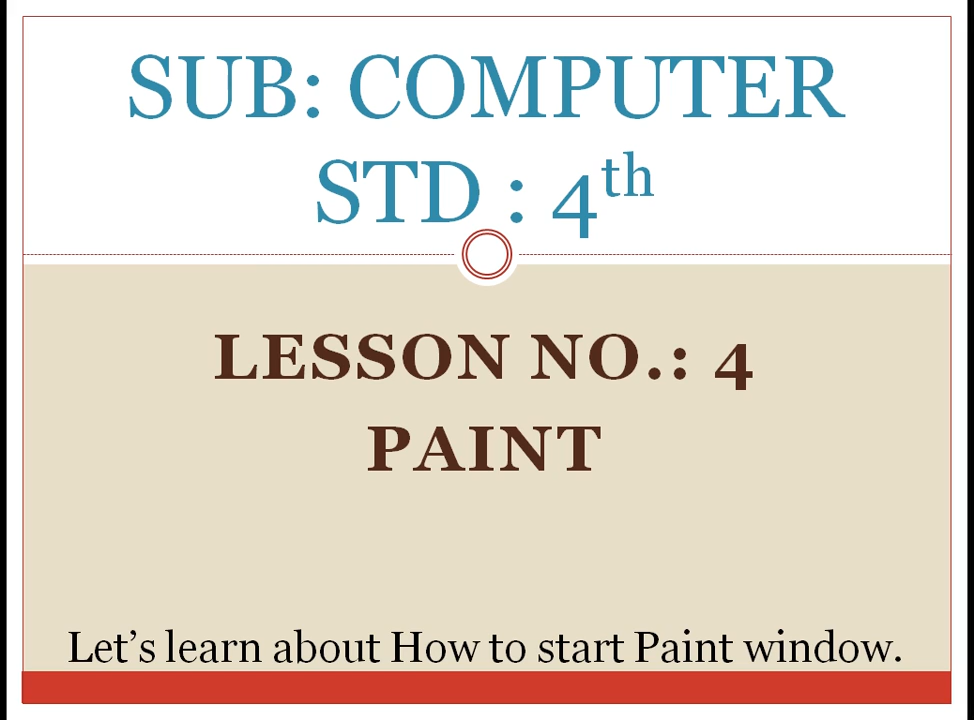 SUB: COMPUTER
STD : 4th
LESSON NO.: 4
PAINT
Let’s learn about How to start Paint window.